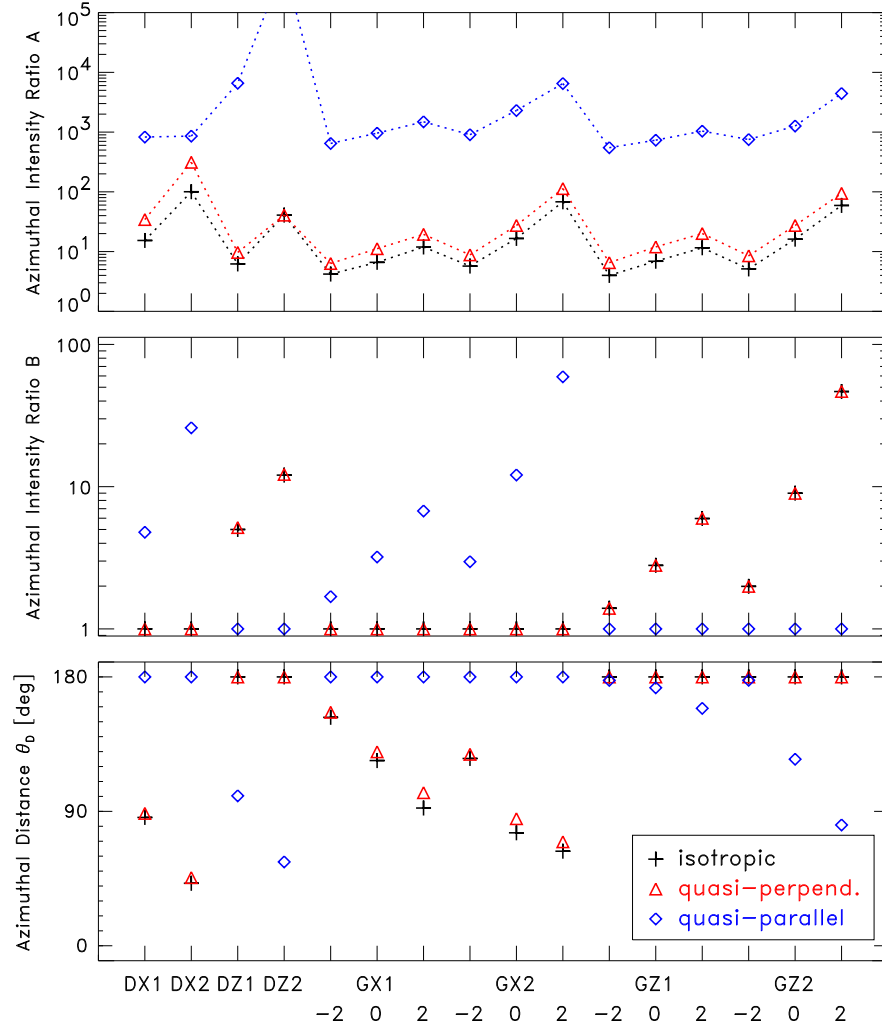 Azimuthal Intensity Ratio A
10^5
10^4
10^3
10^2
10^1
10^0
Azimuthal Intensity Ratio B
100
10
1
Azimuthal Distance θ_D [deg]
180
90
0
isotropic
quasi-perpend.
quasi-parallel
DX1 DX2 DZ1 DZ2 GX1 GX2 GZ1 GZ2
-2 0 2 -2 0 2 -2 0 2 -2 0 2